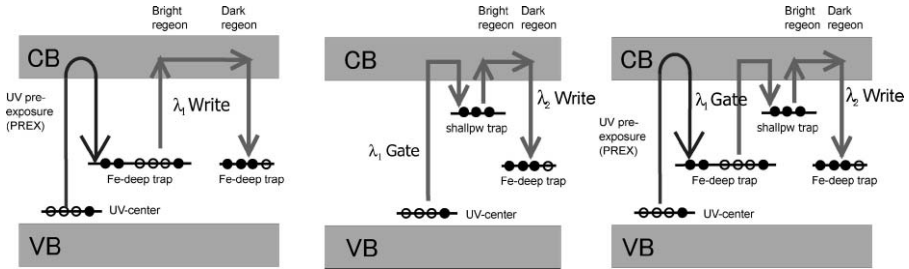 Bright
regeon
Dark
regeon
CB
UV pre-
exposure
(PREX)
λ₁ Write
Fe-deep trap
Fe-deep trap
UV-center
VB
Bright
regeon
Dark
regeon
CB
λ₂ Write
shallpw trap
λ₁ Gate
Fe-deep trap
UV-center
VB
Bright
regeon
Dark
regeon
CB
λ₁ Gate
λ₂ Write
UV pre-
exposure
(PREX)
shallpw trap
Fe-deep trap
Fe-deep trap
UV-center
VB